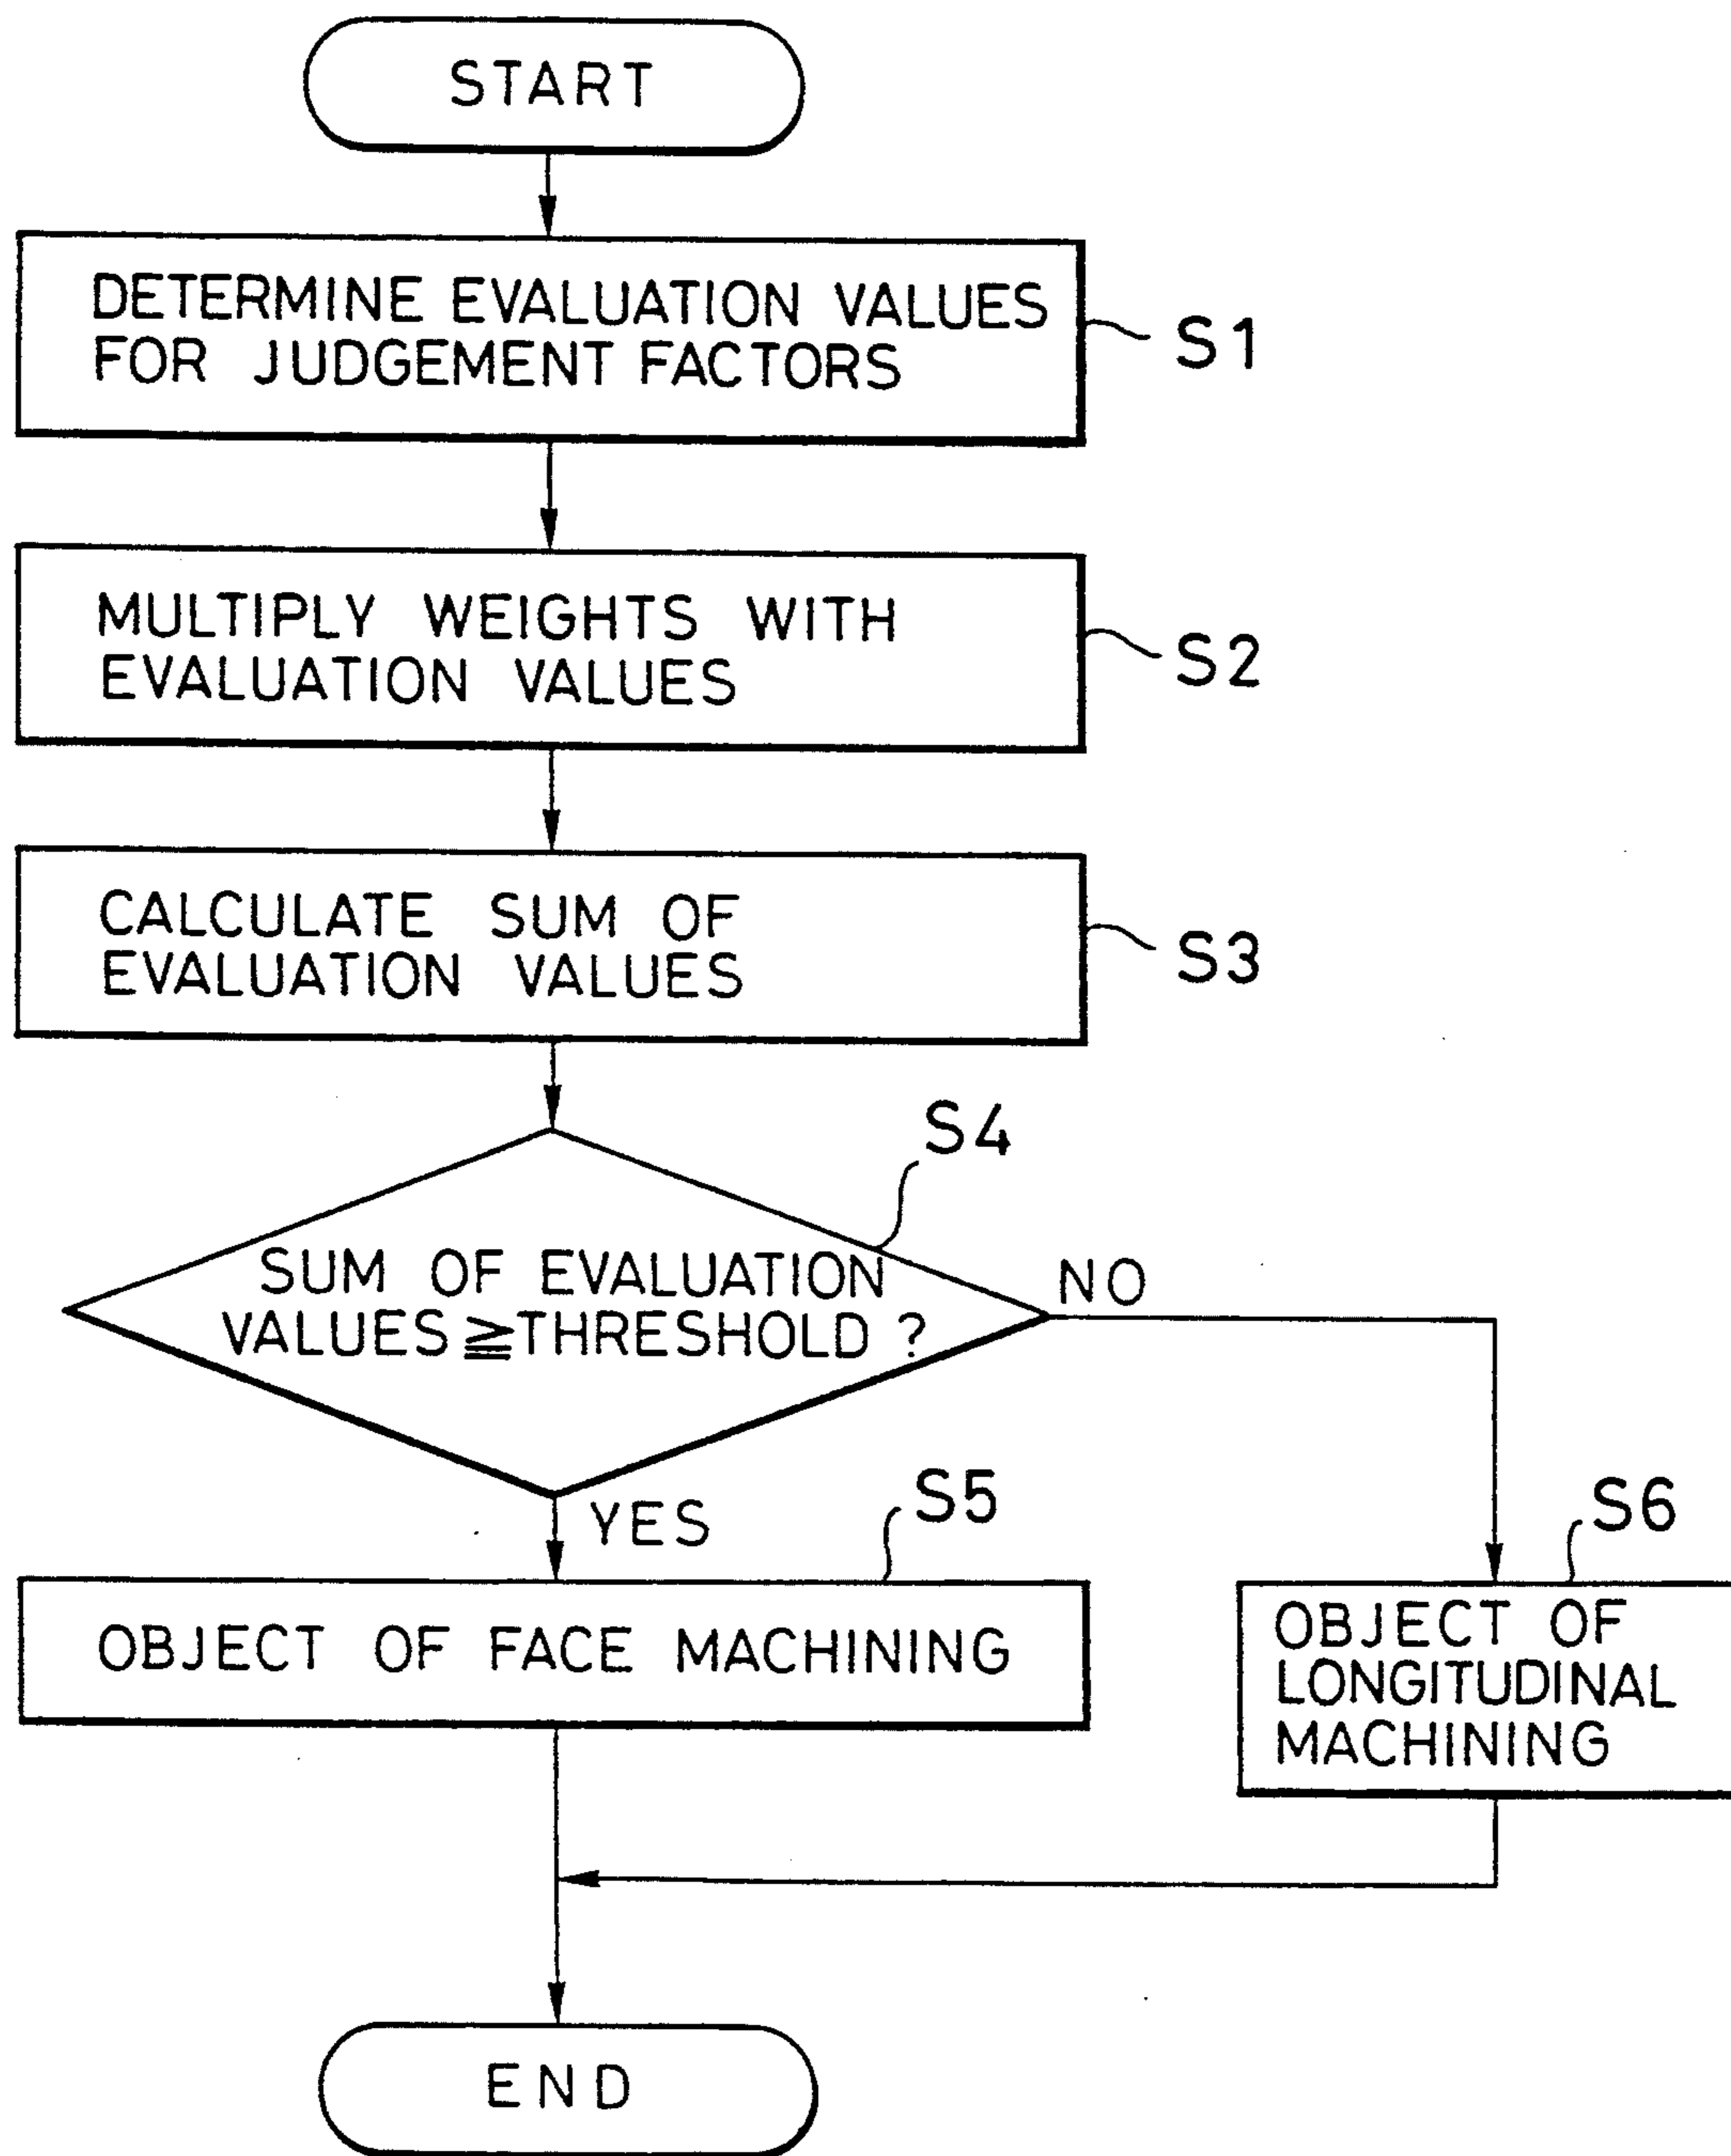 START
DETERMINE EVALUATION VALUES
FOR JUDGEMENT FACTORS
S1
MULTIPLY WEIGHTS WITH
EVALUATION VALUES
S2
CALCULATE SUM OF
EVALUATION VALUES
S3
S4
SUM OF EVALUATION
VALUES ≧ THRESHOLD ?
NO
YES
S5
OBJECT OF FACE MACHINING
S6
OBJECT OF
LONGITUDINAL
MACHINING
END